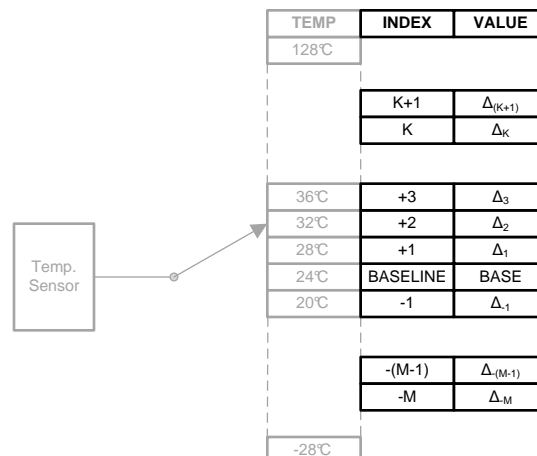 TEMP INDEX VALUE
128°C
K+1 Δ(K+1)
K ΔK
36°C +3 Δ3
32°C +2 Δ2
28°C +1 Δ1
Temp.
Sensor
24°C BASELINE BASE
20°C -1 Δ-1
-(M-1) Δ-(M-1)
-M Δ-M
-28°C